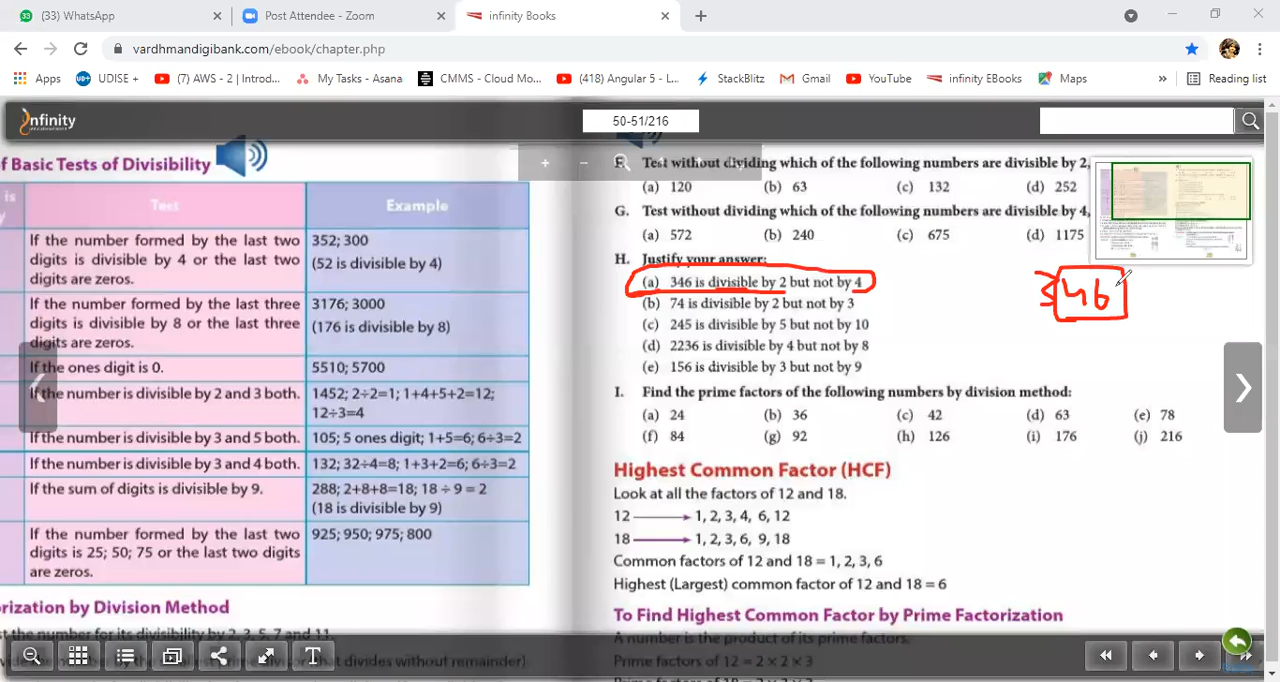 (33) WhatsApp
Post Attendee - Zoom
infinity Books
vardhmandigibank.com/ebook/chapter.php
Apps
UDISE +
(7) AWS - 2 | Introd...
My Tasks - Asana
CMMS - Cloud Mo...
(418) Angular 5 - L...
StackBlitz
Gmail
YouTube
infinity EBooks
Maps
»
Reading list
Infinity
50-51/216
of Basic Tests of Divisibility
is
y
Test
Example
If the number formed by the last two
digits is divisible by 4 or the last two
digits are zeros.
352; 300
(52 is divisible by 4)
If the number formed by the last three
digits is divisible by 8 or the last three
digits are zeros.
3176; 3000
(176 is divisible by 8)
If the ones digit is 0.
5510; 5700
If the number is divisible by 2 and 3 both.
1452; 2÷2=1; 1+4+5+2=12;
12÷3=4
If the number is divisible by 3 and 5 both.
105; 5 ones digit; 1+5=6; 6÷3=2
If the number is divisible by 3 and 4 both.
132; 32÷4=8; 1+3+2=6; 6÷3=2
If the sum of digits is divisible by 9.
288; 2+8+8=18; 18 ÷ 9 = 2
(18 is divisible by 9)
If the number formed by the last two
digits is 25; 50; 75 or the last two digits
are zeros.
925; 950; 975; 800
orization by Division Method
the number for its divisibility by 2, 3, 5, 7 and 11.
that divides without remainder)
F. Test without dividing which of the following numbers are divisible by 2,
(a) 120 (b) 63 (c) 132 (d) 252
G. Test without dividing which of the following numbers are divisible by 4,
(a) 572 (b) 240 (c) 675 (d) 1175
H. Justify your answer:
(a) 346 is divisible by 2 but not by 4
346
(b) 74 is divisible by 2 but not by 3
(c) 245 is divisible by 5 but not by 10
(d) 2236 is divisible by 4 but not by 8
(e) 156 is divisible by 3 but not by 9
I. Find the prime factors of the following numbers by division method:
(a) 24 (b) 36 (c) 42 (d) 63 (e) 78
(f) 84 (g) 92 (h) 126 (i) 176 (j) 216
Highest Common Factor (HCF)
Look at all the factors of 12 and 18.
12 → 1, 2, 3, 4, 6, 12
18 → 1, 2, 3, 6, 9, 18
Common factors of 12 and 18 = 1, 2, 3, 6
Highest (Largest) common factor of 12 and 18 = 6
To Find Highest Common Factor by Prime Factorization
A number is the product of its prime factors.
Prime factors of 12 = 2 × 2 × 3
T